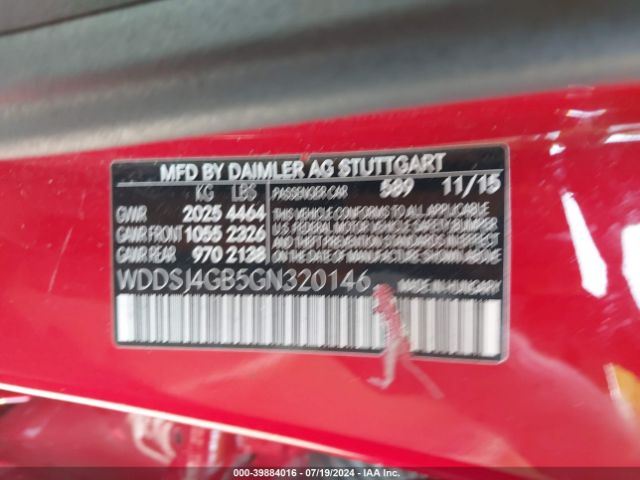 MFD BY DAIMLER AG STUTTGART
KG LBS PASSENGER CAR 589 11/15
GVWR 2025 4464
GAWR FRONT 1055 2326
GAWR REAR 970 2138
THIS VEHICLE CONFORMS TO ALL APPLICABLE
U.S. FEDERAL MOTOR VEHICLE SAFETY, BUMPER
AND THEFT PREVENTION STANDARDS IN EFFECT
ON THE DATE OF MANUFACTURE SHOWN ABOVE.
WDDSJ4GB5GN320146
MADE IN HUNGARY
000-39884016 - 07/19/2024 - IAAI.COM